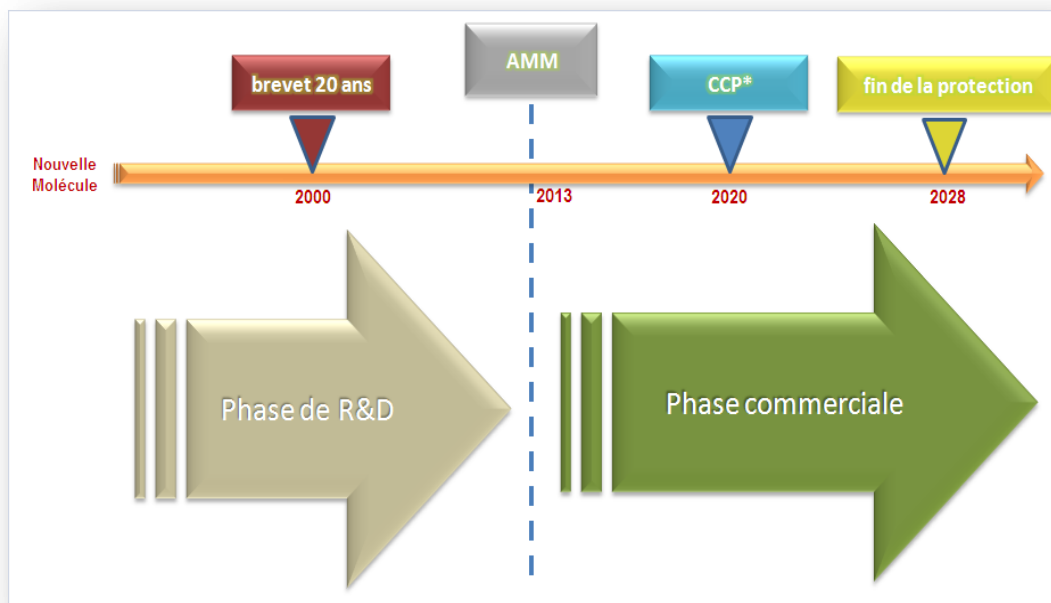 brevet 20 ans
AMM
CCP*
fin de la protection
Nouvelle
Molécule
2000
2013
2020
2028
Phase de R&D
Phase commerciale